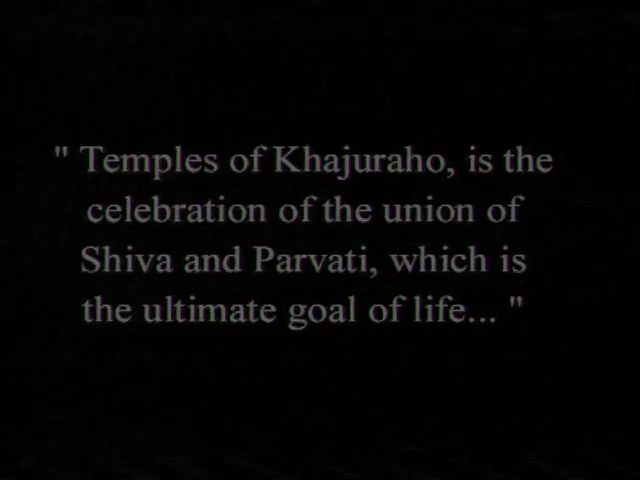 " Temples of Khajuraho, is the
celebration of the union of
Shiva and Parvati, which is
the ultimate goal of life... "